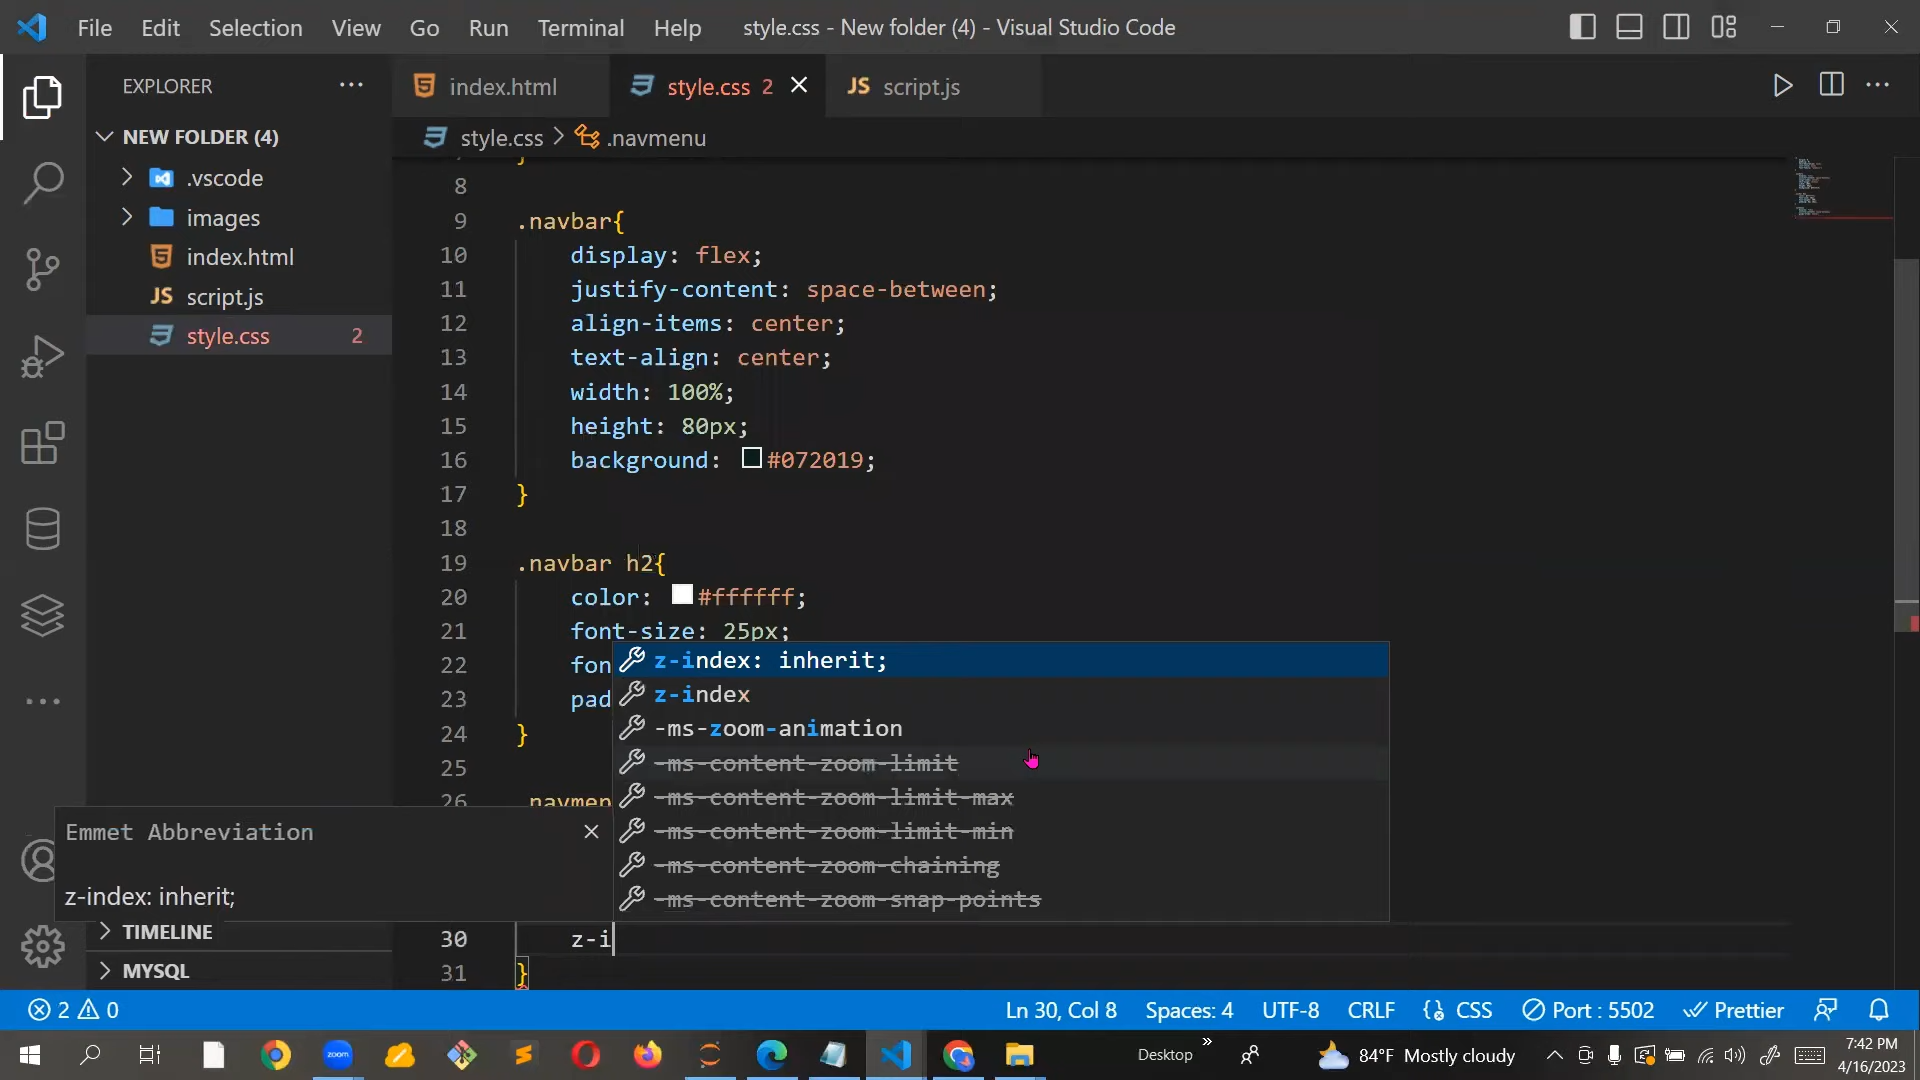 File Edit Selection View Go Run Terminal Help style.css - New folder (4) - Visual Studio Code
EXPLORER
index.html
style.css 2
JS script.js
NEW FOLDER (4)
style.css > .navmenu
.vscode
images
index.html
JS script.js
style.css 2
8
9 .navbar{
10 display: flex;
11 justify-content: space-between;
12 align-items: center;
13 text-align: center;
14 width: 100%;
15 height: 80px;
16 background: #072019;
17 }
18
19 .navbar h2{
20 color: #ffffff;
21 font-size: 25px;
22 fon
23 pad
24 }
25
26 .navmen
z-index: inherit;
z-index
-ms-zoom-animation
-ms-content-zoom-limit
-ms-content-zoom-limit-max
-ms-content-zoom-limit-min
-ms-content-zoom-chaining
-ms-content-zoom-snap-points
Emmet Abbreviation
z-index: inherit;
TIMELINE
MYSQL
30 z-i
31 }
2 0
Ln 30, Col 8 Spaces: 4 UTF-8 CRLF CSS Port : 5502 Prettier
zoom
Desktop
84°F Mostly cloudy
7:42 PM
4/16/2023